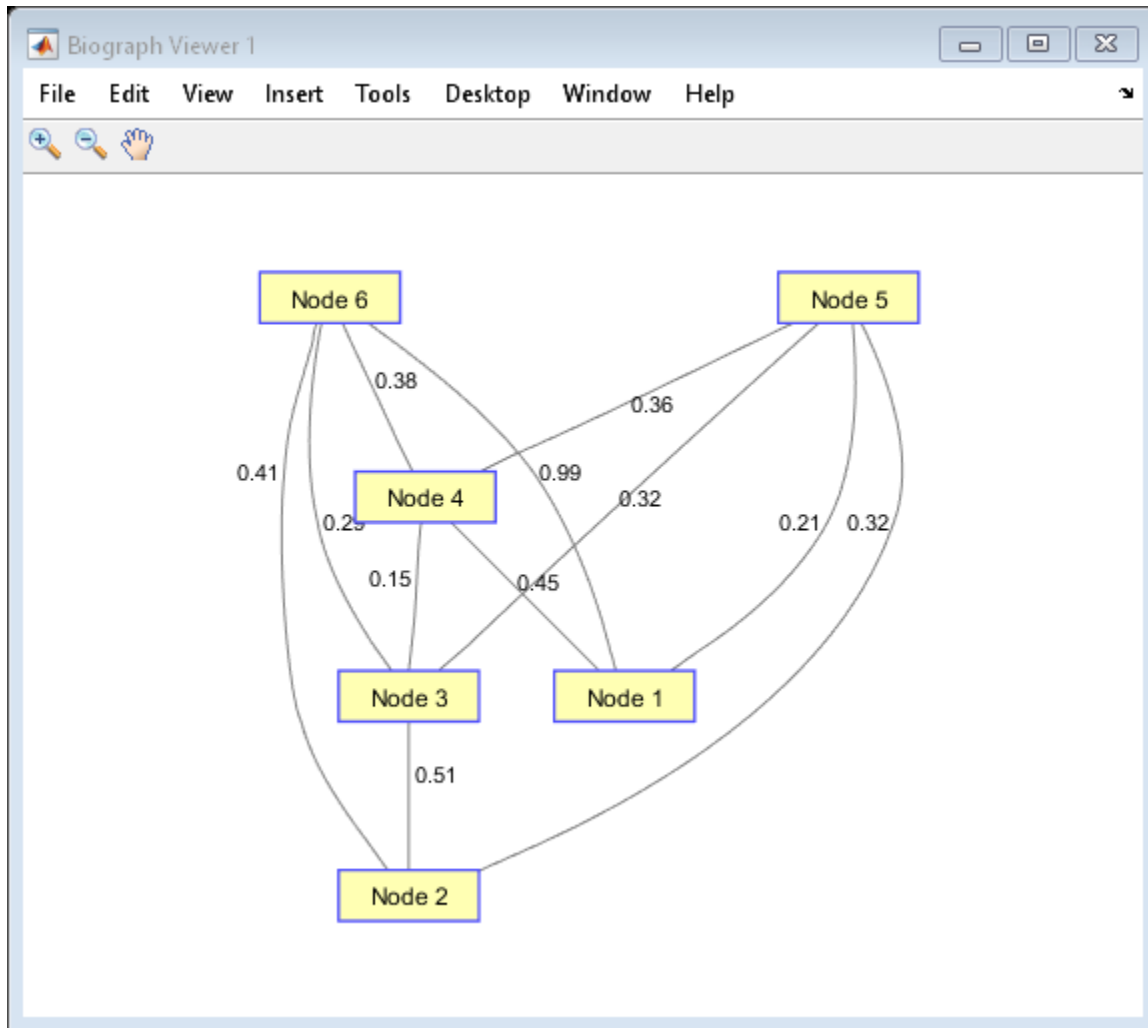 Biograph Viewer 1
File Edit View Insert Tools Desktop Window Help
Node 6
Node 5
0.38
0.36
0.41
0.99
Node 4
0.32
0.29
0.21
0.32
0.15
0.45
Node 3
Node 1
0.51
Node 2